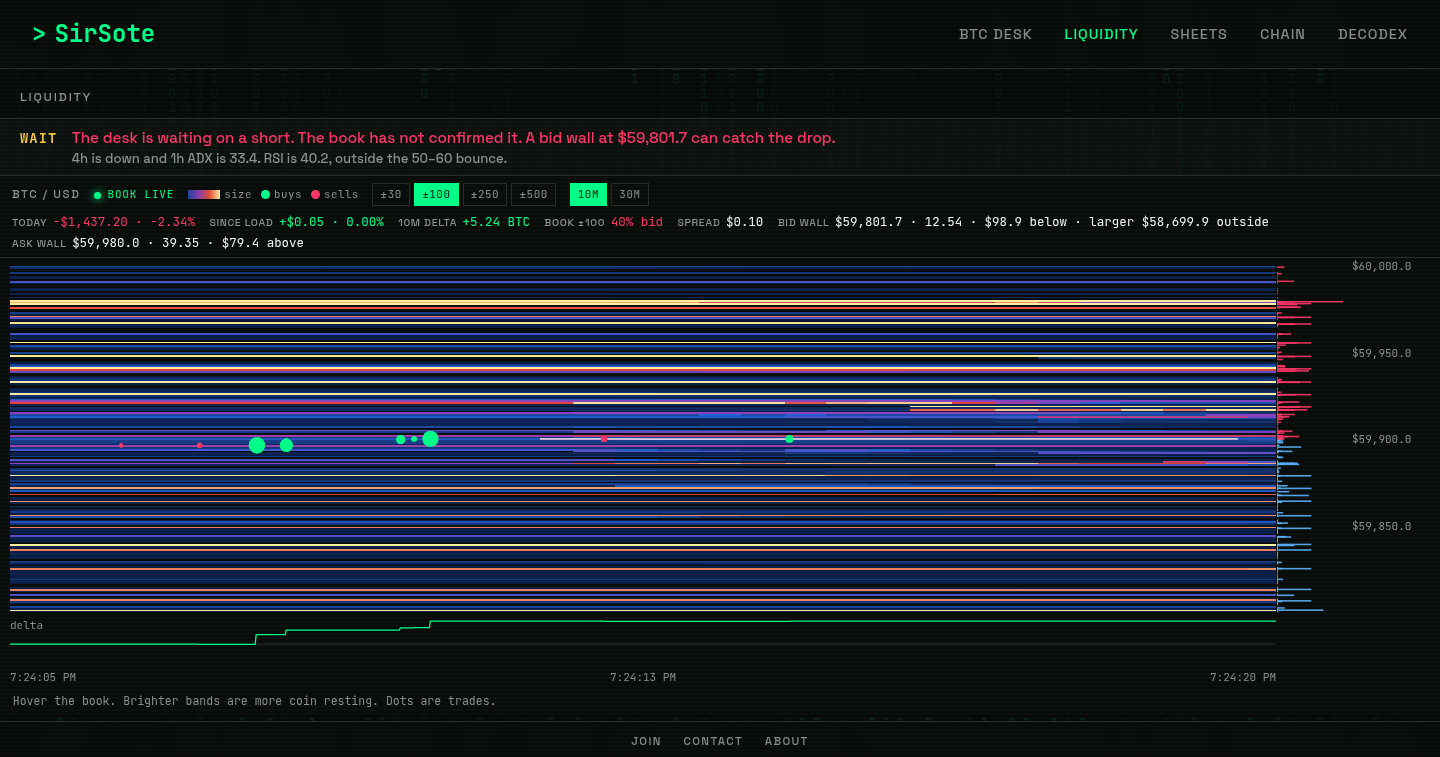 > SirSote
BTC DESK LIQUIDITY SHEETS CHAIN DECODEX
LIQUIDITY
WAIT The desk is waiting on a short. The book has not confirmed it. A bid wall at $59,801.7 can catch the drop.
4h is down and 1h ADX is 33.4. RSI is 40.2, outside the 50–60 bounce.
BTC / USD BOOK LIVE size buys sells ±30 ±100 ±250 ±500 10M 30M
TODAY -$1,437.20 · -2.34% SINCE LOAD +$0.05 · 0.00% 10M DELTA +5.24 BTC BOOK ±100 40% bid SPREAD $0.10 BID WALL $59,801.7 · 12.54 · $98.9 below · larger $58,699.9 outside
ASK WALL $59,980.0 · 39.35 · $79.4 above
$60,000.0
$59,950.0
$59,900.0
$59,850.0
delta
7:24:05 PM 7:24:13 PM 7:24:20 PM
Hover the book. Brighter bands are more coin resting. Dots are trades.
JOIN CONTACT ABOUT